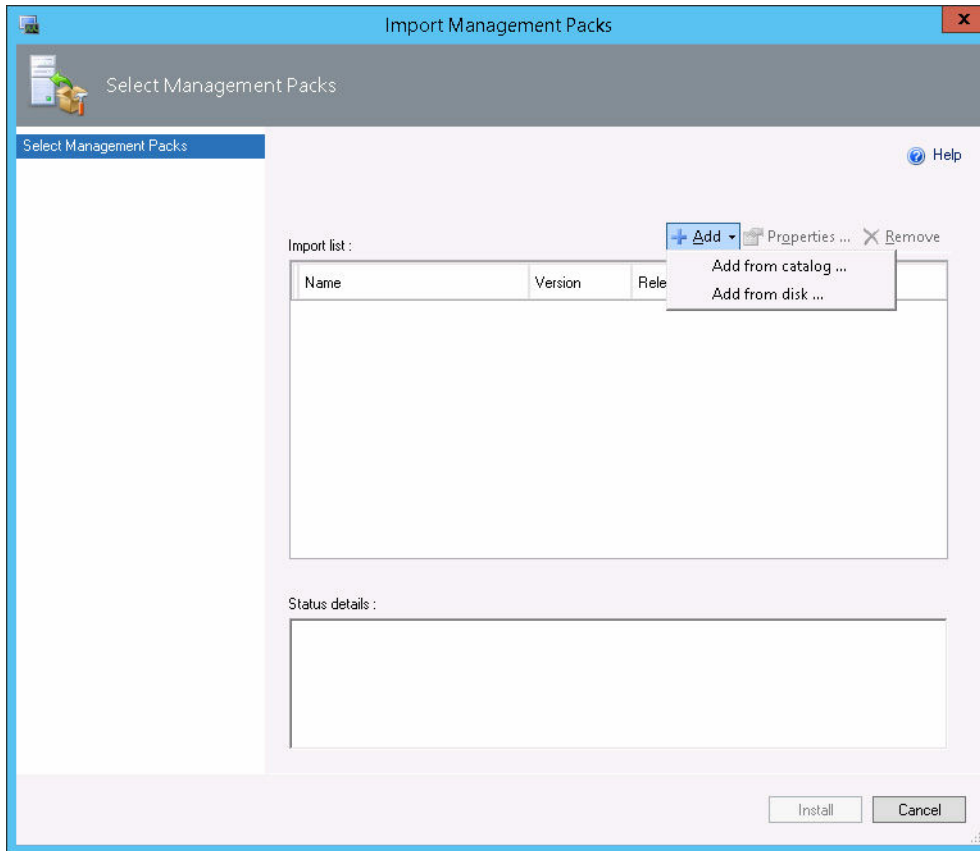 Import Management Packs
x
Select Management Packs
Select Management Packs
? Help
Import list :
Add Properties ... Remove
Add from catalog ...
Add from disk ...
Name Version Rele
Status details :
Install Cancel